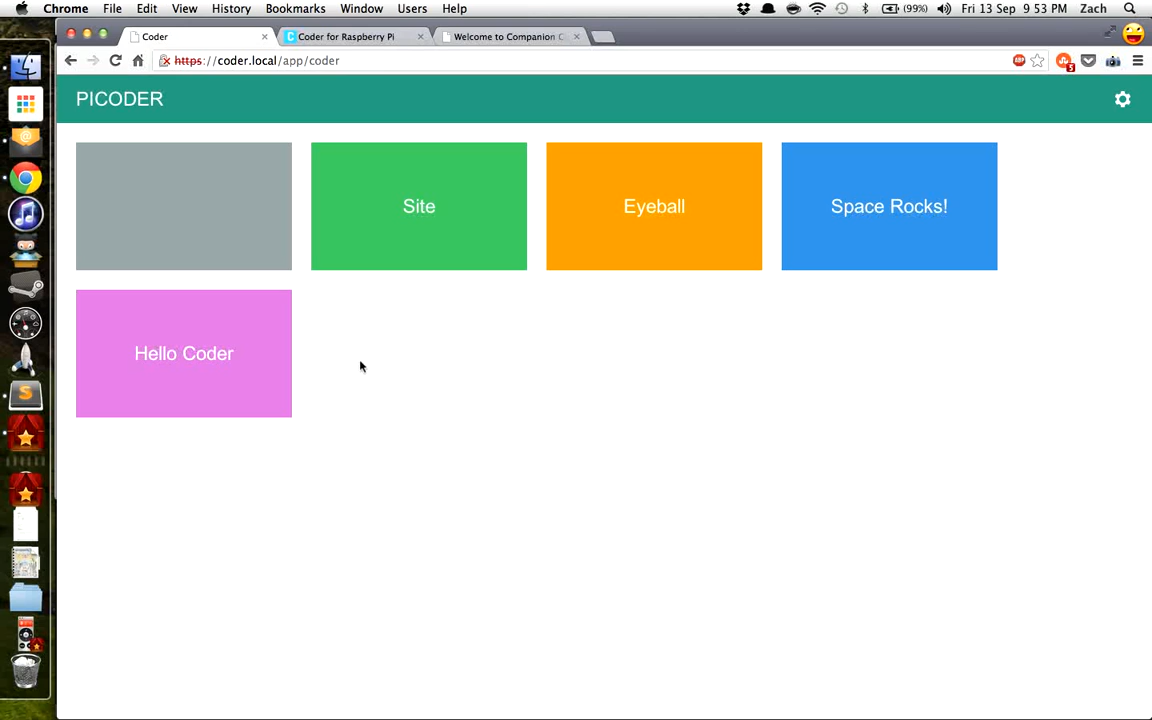 Chrome File Edit View History Bookmarks Window Users Help (99%) Fri 13 Sep 9 53 PM Zach
Coder Coder for Raspberry Pi Welcome to Companion C
https://coder.local/app/coder
PICODER
Site Eyeball Space Rocks!
Hello Coder